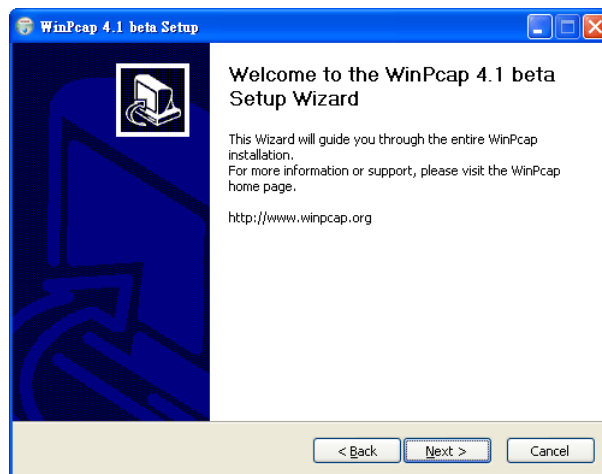 WinPcap 4.1 beta Setup
Welcome to the WinPcap 4.1 beta
Setup Wizard
This Wizard will guide you through the entire WinPcap
installation.
For more information or support, please visit the WinPcap
home page.
http://www.winpcap.org
< Back
Next >
Cancel